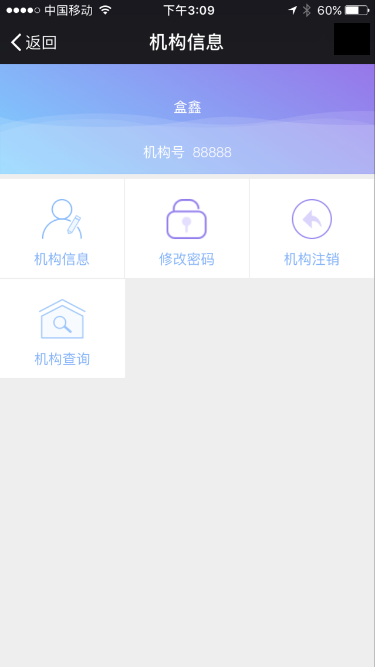 中国移动 下午3:09 60%
返回 机构信息
盒鑫
机构号 88888
机构信息 修改密码 机构注销
机构查询